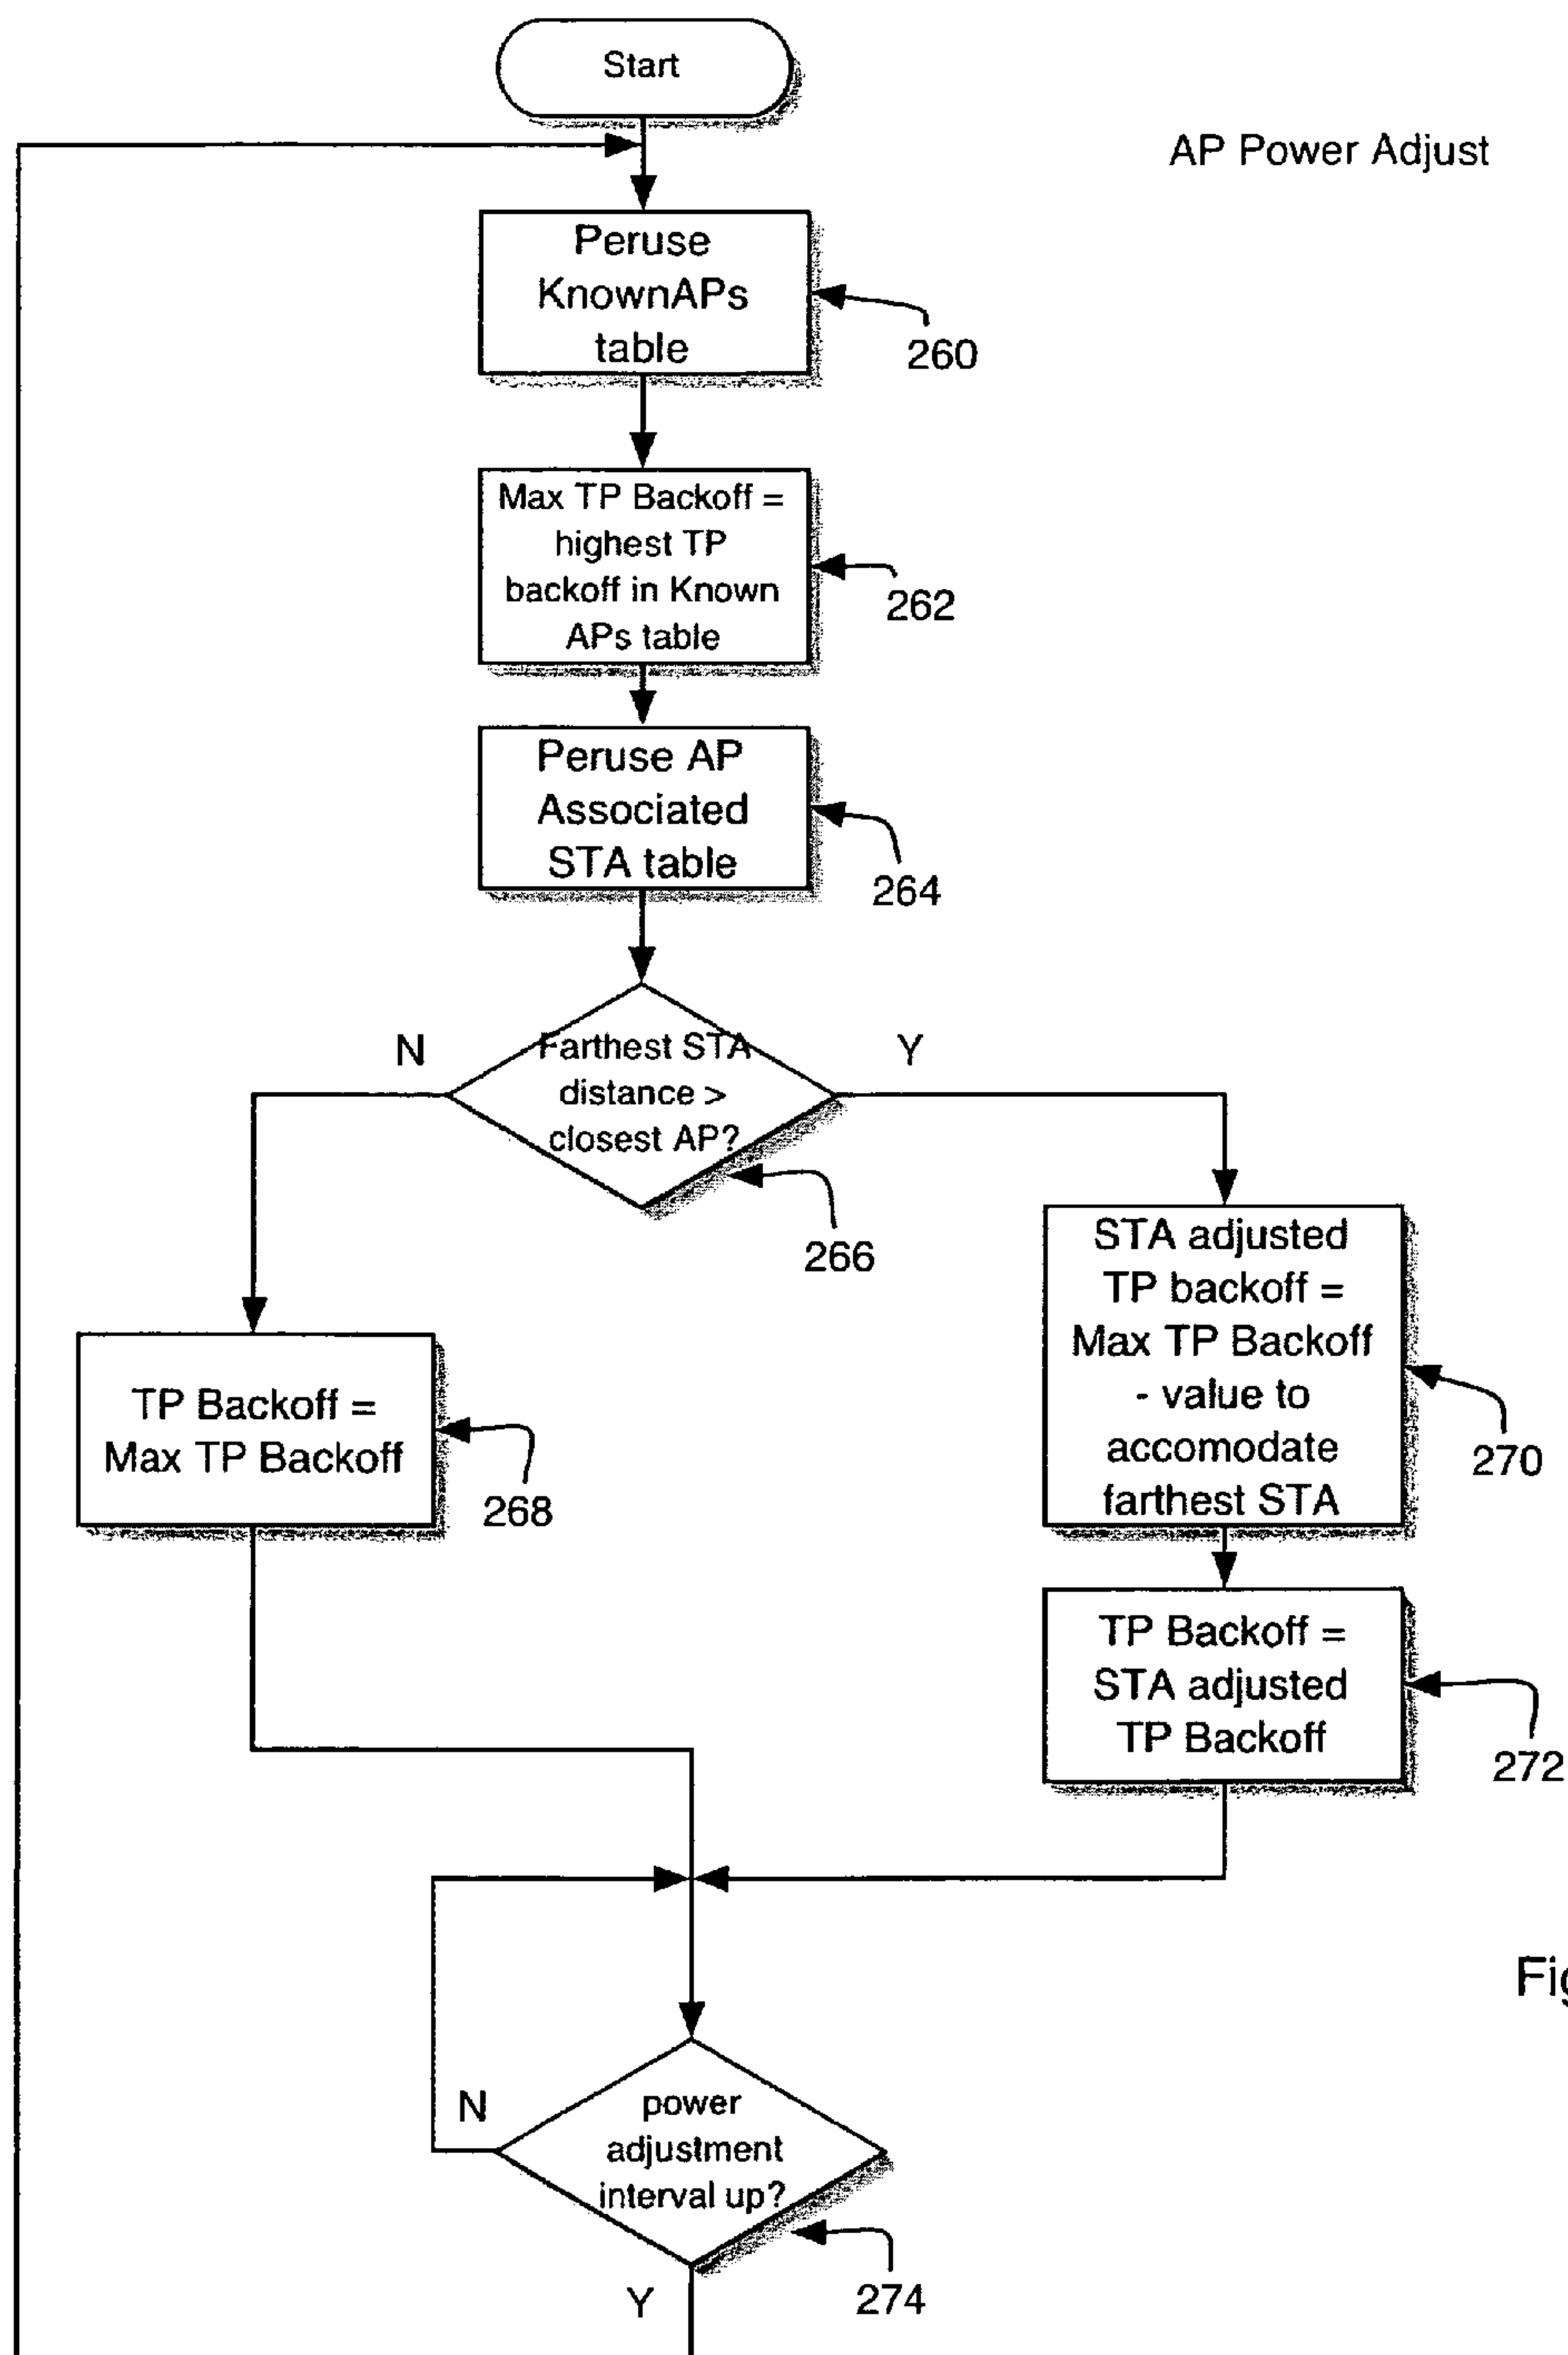 Start
AP Power Adjust
Peruse
KnownAPs
table
260
Max TP Backoff =
highest TP
backoff in Known
APs table
262
Peruse AP
Associated
STA table
264
N
Farthest STA
distance >
closest AP?
Y
266
STA adjusted
TP backoff =
Max TP Backoff
- value to
accomodate
farthest STA
270
TP Backoff =
Max TP Backoff
268
TP Backoff =
STA adjusted
TP Backoff
272
N
power
adjustment
interval up?
Y
274